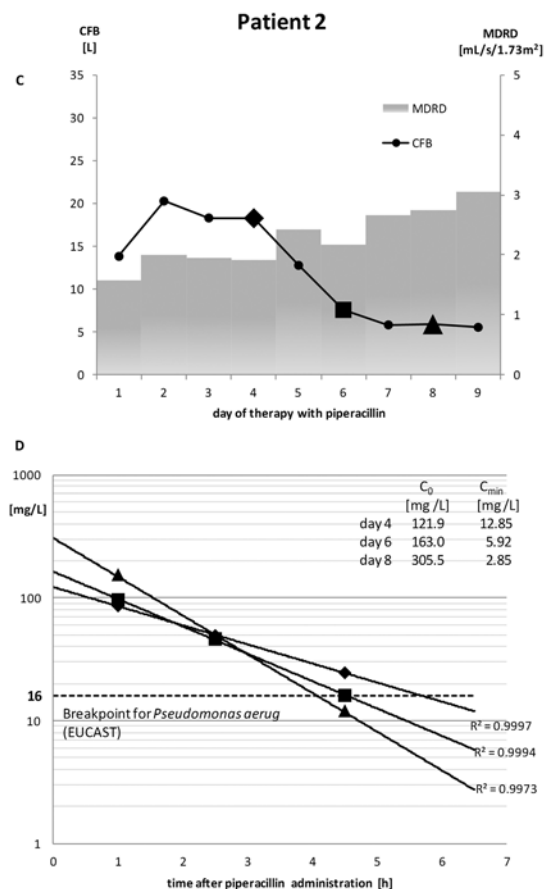 Patient 2
CFB
[L]
MDRD
[mL/s/1.73m²]
C
35
30
25
20
15
10
5
0
5
4
3
2
1
0
MDRD
CFB
1 2 3 4 5 6 7 8 9
day of therapy with piperacillin
D
1000
[mg/L]
100
16
10
1
C₀ Cmin
[mg /L] [mg /L]
day 4 121.9 12.85
day 6 163.0 5.92
day 8 305.5 2.85
Breakpoint for Pseudomonas aerug
(EUCAST)
R² = 0.9997
R² = 0.9994
R² = 0.9973
0 1 2 3 4 5 6 7
time after piperacillin administration [h]